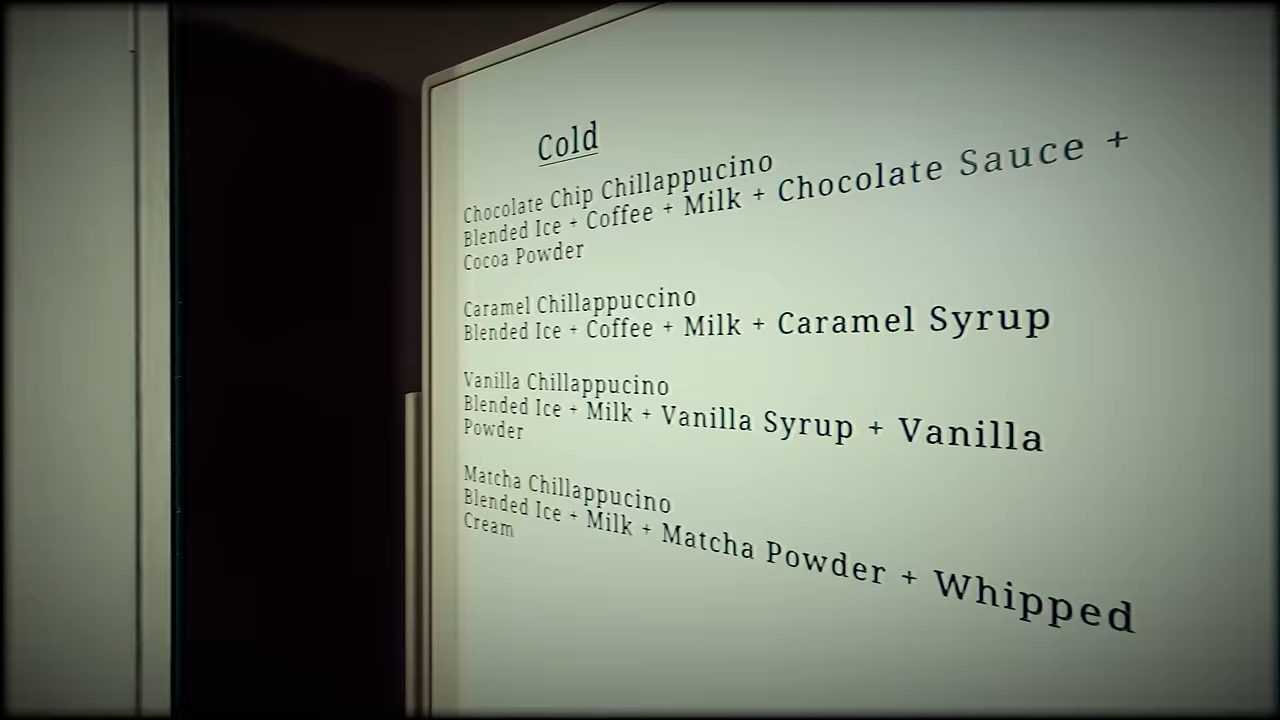 Cold
Chocolate Chip Chillappucino
Blended Ice + Coffee + Milk + Chocolate Sauce +
Cocoa Powder
Caramel Chillappuccino
Blended Ice + Coffee + Milk + Caramel Syrup
Vanilla Chillappucino
Blended Ice + Milk + Vanilla Syrup + Vanilla
Powder
Matcha Chillappucino
Blended Ice + Milk + Matcha Powder + Whipped
Cream